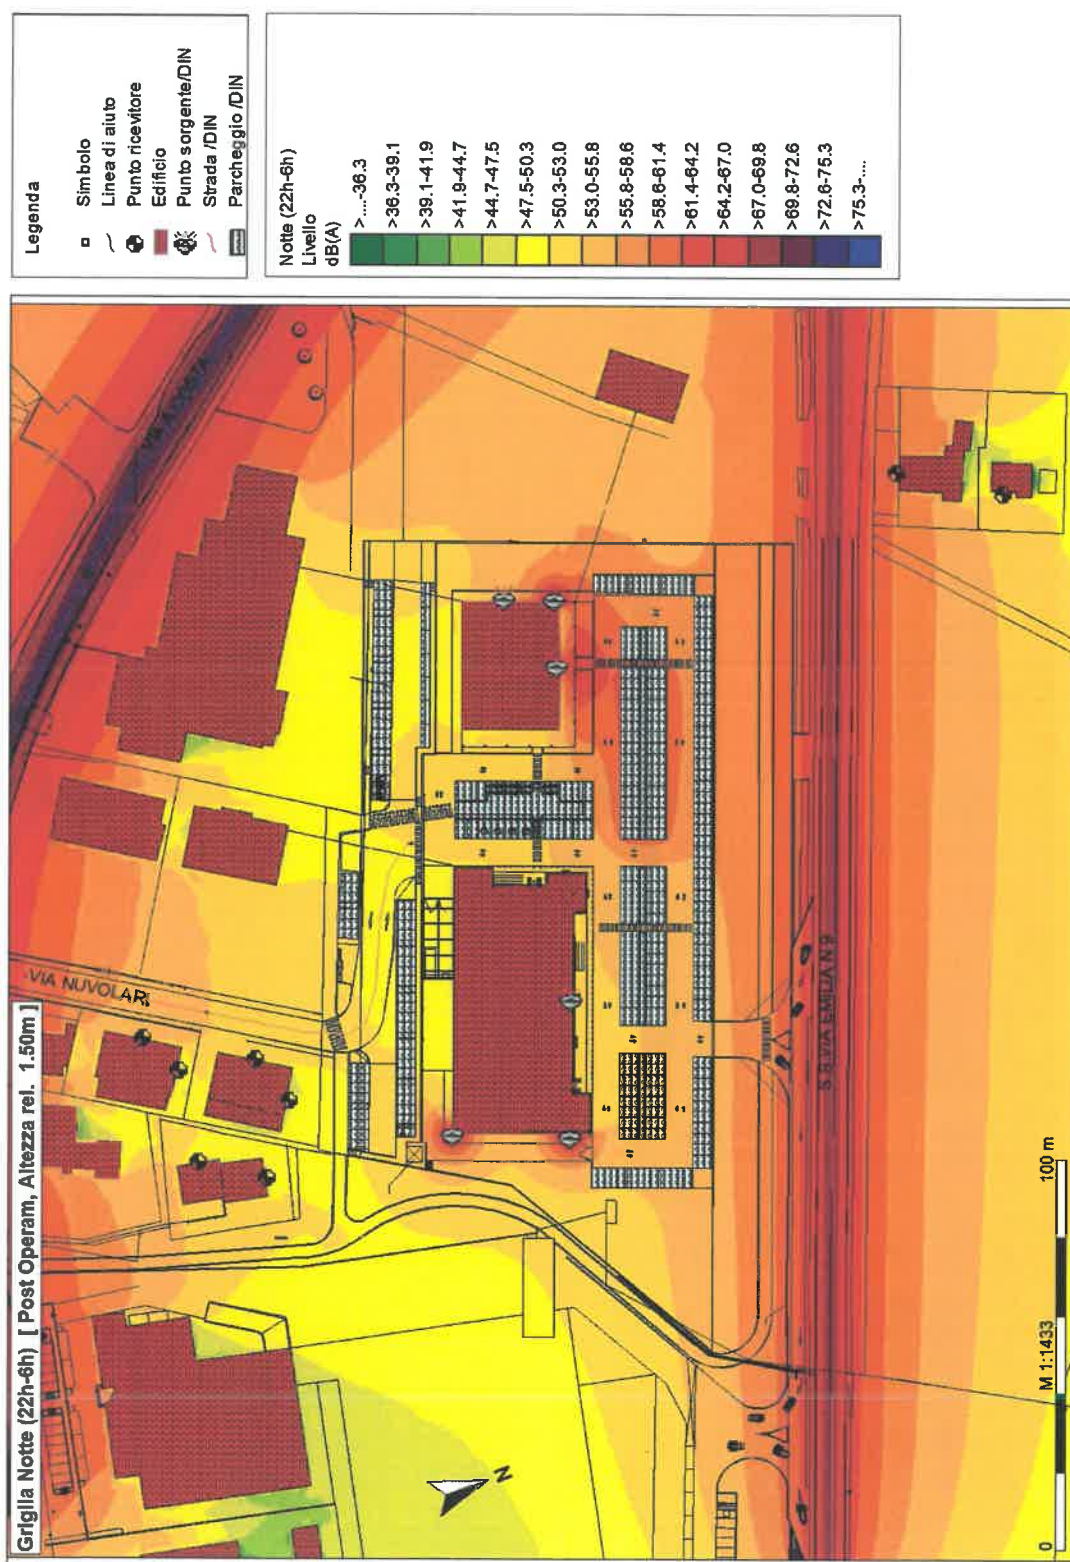 Griglia Notte (22h-6h) [ Post Operam, Altezza rel. 1.50m ]
VIA NUVOLARI
S.S.VIA EMILIA N 9
N
M 1:1433
0
100 m
Legenda
Simbolo
Linea di aiuto
Punto ricevitore
Edificio
Punto sorgente/DIN
Strada /DIN
Parcheggio /DIN
Notte (22h-6h)
Livello
dB(A)
>....-36.3
>36.3-39.1
>39.1-41.9
>41.9-44.7
>44.7-47.5
>47.5-50.3
>50.3-53.0
>53.0-55.8
>55.8-58.6
>58.6-61.4
>61.4-64.2
>64.2-67.0
>67.0-69.8
>69.8-72.6
>72.6-75.3
>75.3-....